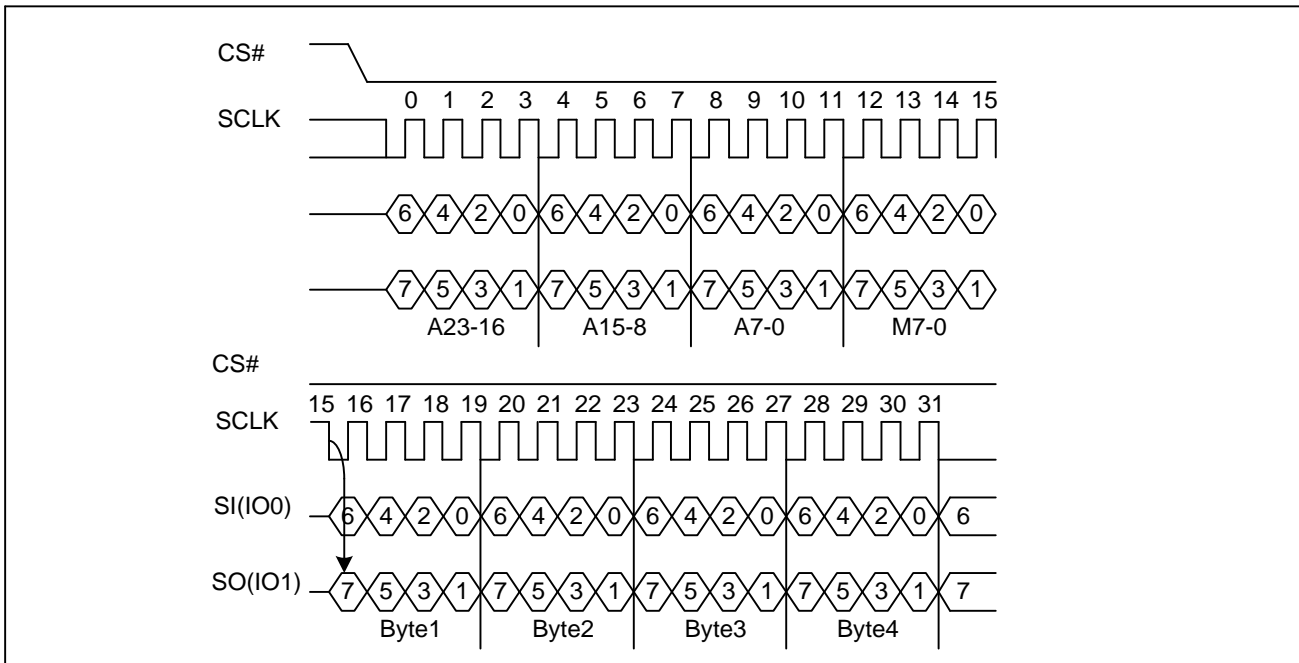 CS#
0 1 2 3 4 5 6 7 8 9 10 11 12 13 14 15
SCLK
6 4 2 0 6 4 2 0 6 4 2 0 6 4 2 0
7 5 3 1 7 5 3 1 7 5 3 1 7 5 3 1
A23-16 A15-8 A7-0 M7-0
CS#
15 16 17 18 19 20 21 22 23 24 25 26 27 28 29 30 31
SCLK
SI(IO0) 6 4 2 0 6 4 2 0 6 4 2 0 6 4 2 0 6
SO(IO1) 7 5 3 1 7 5 3 1 7 5 3 1 7 5 3 1 7
Byte1 Byte2 Byte3 Byte4